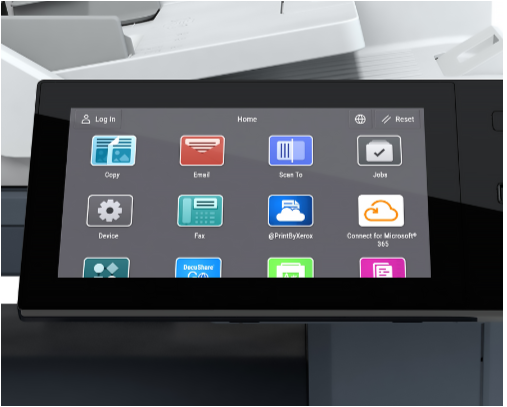 Log In
Home
Reset
Copy
Email
Scan To
Jobs
Device
Fax
@PrintByXerox
Connect for Microsoft®
365
DocuShare